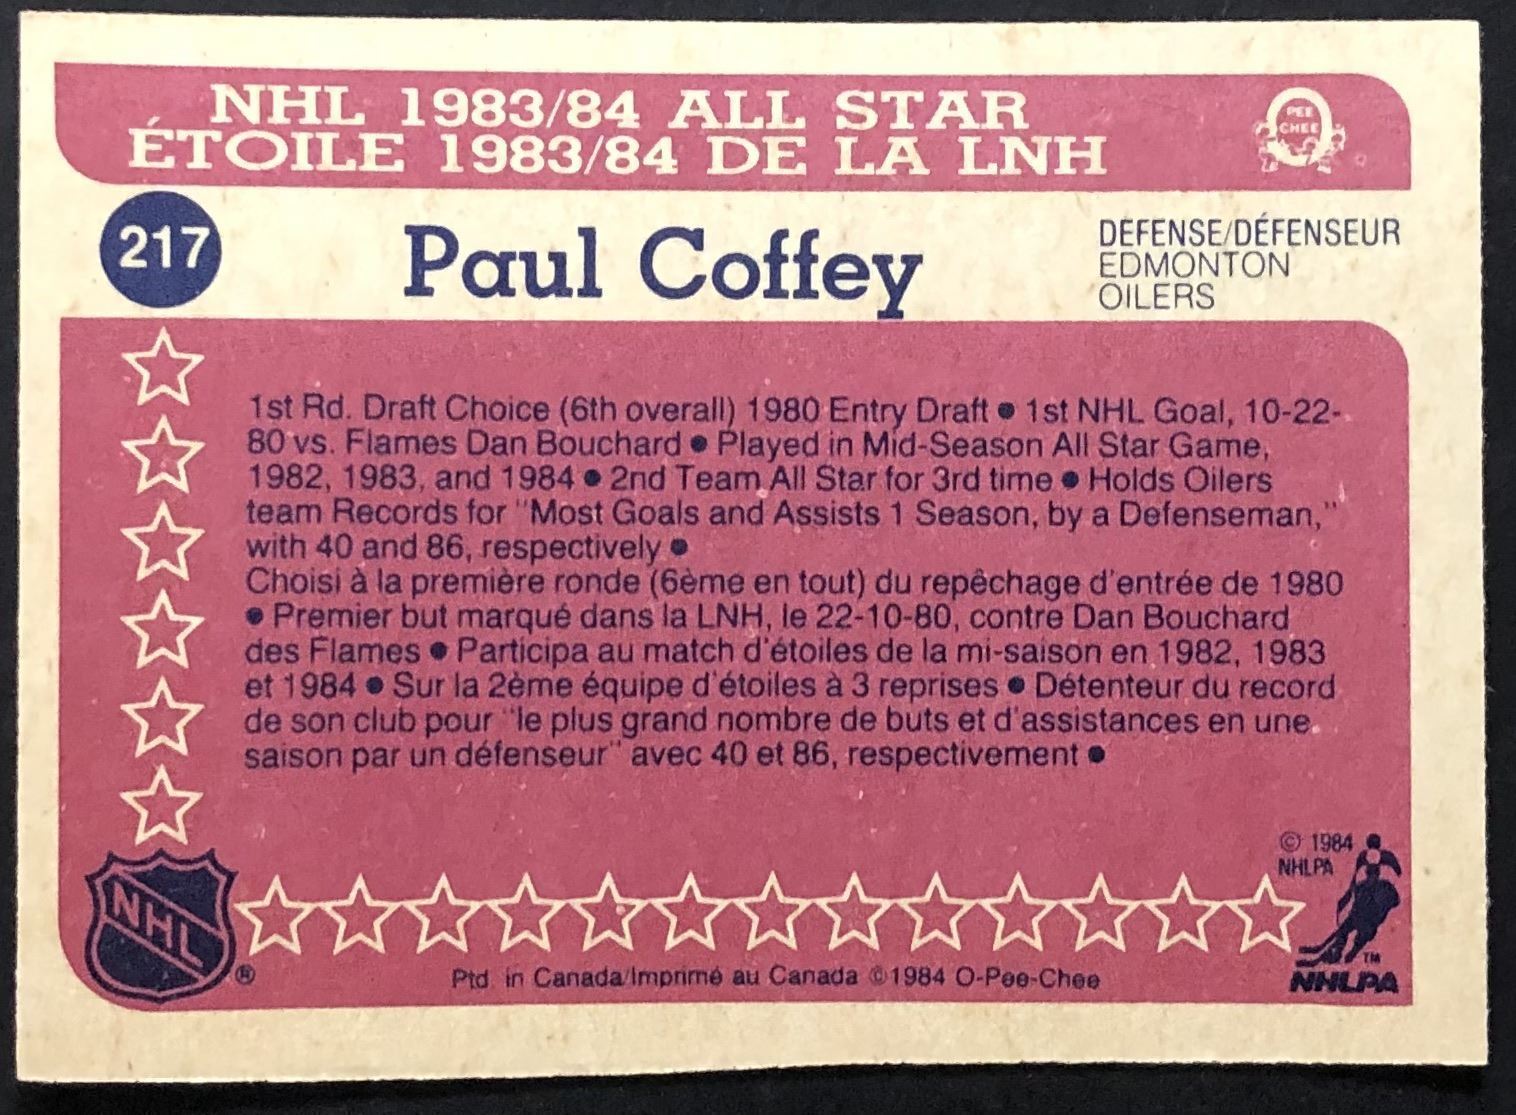 NHL 1983/84 ALL STAR
ÉTOILE 1983/84 DE LA LNH
PEE
CHEE
217
Paul Coffey
DEFENSE/DÉFENSEUR
EDMONTON
OILERS
1st Rd. Draft Choice (6th overall) 1980 Entry Draft • 1st NHL Goal, 10-22-
80 vs. Flames Dan Bouchard • Played in Mid-Season All Star Game,
1982, 1983, and 1984 • 2nd Team All Star for 3rd time • Holds Oilers
team Records for "Most Goals and Assists 1 Season, by a Defenseman,"
with 40 and 86, respectively •
Choisi à la première ronde (6ème en tout) du repêchage d'entrée de 1980
• Premier but marqué dans la LNH, le 22-10-80, contre Dan Bouchard
des Flames • Participa au match d'étoiles de la mi-saison en 1982, 1983
et 1984 • Sur la 2ème équipe d'étoiles à 3 reprises • Détenteur du record
de son club pour "le plus grand nombre de buts et d'assistances en une
saison par un défenseur" avec 40 et 86, respectivement •
© 1984
NHLPA
NHL
®
TM
NHLPA
Ptd. in Canada/Imprimé au Canada ©1984 O-Pee-Chee